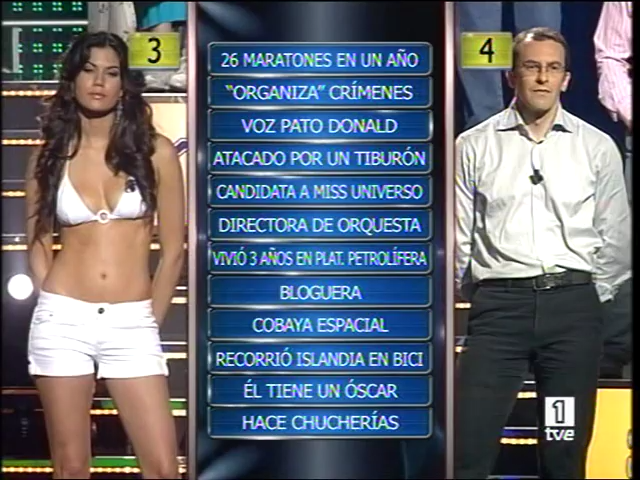 3
4
26 MARATONES EN UN AÑO
“ORGANIZA” CRÍMENES
VOZ PATO DONALD
ATACADO POR UN TIBURÓN
CANDIDATA A MISS UNIVERSO
DIRECTORA DE ORQUESTA
VIVIÓ 3 AÑOS EN PLAT. PETROLÍFERA
BLOGUERA
COBAYA ESPACIAL
RECORRIÓ ISLANDIA EN BICI
ÉL TIENE UN ÓSCAR
HACE CHUCHERÍAS
1
tve